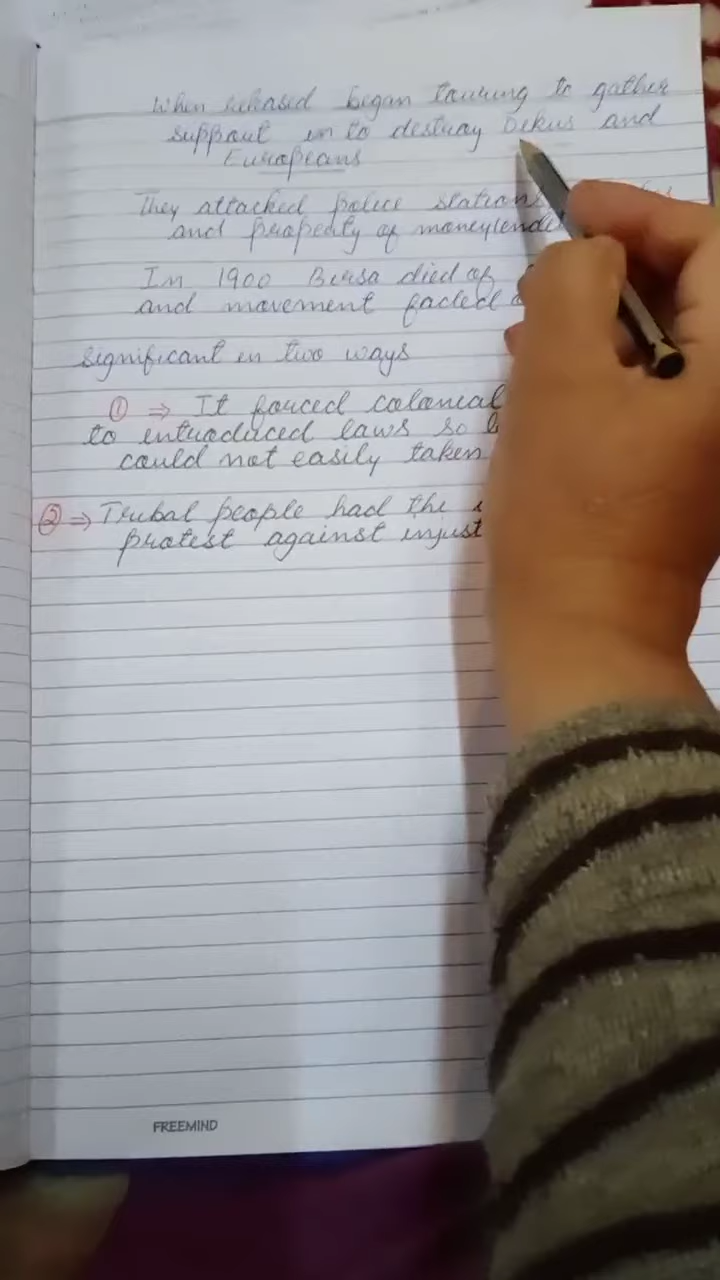 When released began touring to gather
support in to destroy Dikus and
Europeans
They attacked police station
and property of moneylende
In 1900 Birsa died of
and movement faded
significant in two ways
① ⇒ It forced colonial
to introduced laws so
could not easily taken
② ⇒ Tribal people had the
protest against injust
FREEMIND